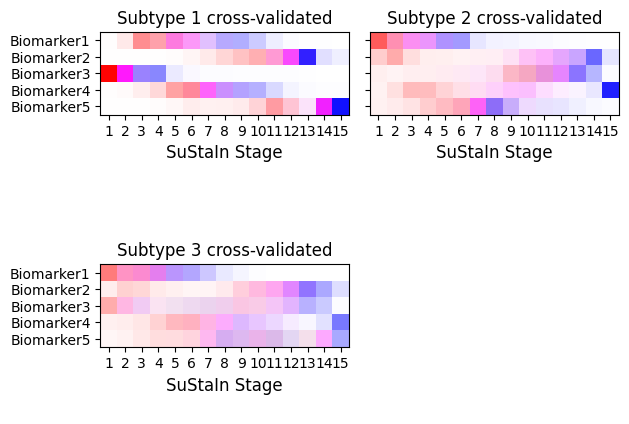 Subtype 1 cross-validated
Subtype 2 cross-validated
Biomarker1
Biomarker2
Biomarker3
Biomarker4
Biomarker5
1 2 3 4 5 6 7 8 9 10 11 12 13 14 15
1 2 3 4 5 6 7 8 9 10 11 12 13 14 15
SuStaIn Stage
SuStaIn Stage
Subtype 3 cross-validated
Biomarker1
Biomarker2
Biomarker3
Biomarker4
Biomarker5
1 2 3 4 5 6 7 8 9 10 11 12 13 14 15
SuStaIn Stage